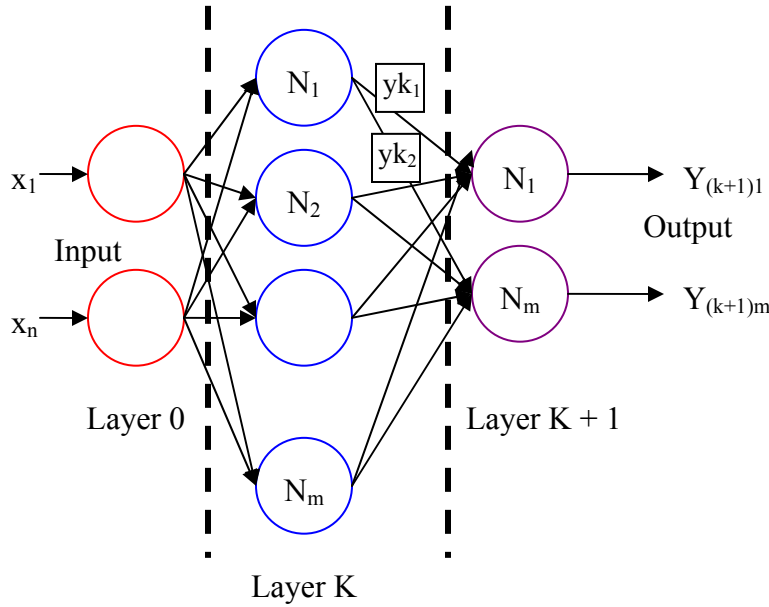 N₁
yk₁
yk₂
x₁
N₂
N₁
Y₍ₖ₊₁₎1
Input
Output
xₙ
Nₘ
Y₍ₖ₊₁₎ₘ
Layer 0
Layer K + 1
Nₘ
Layer K